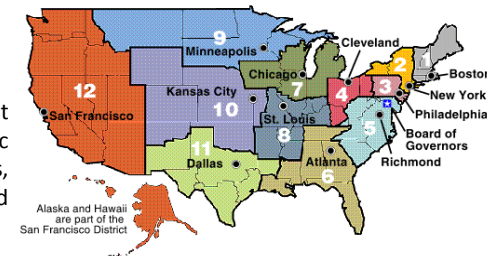 9
Minneapolis
Cleveland
12
Chicago
7
2
Boston
Kansas City
4
3
New York
10
San Francisco
St. Louis
Philadelphia
8
5
Board of
Governors
11
Dallas
Atlanta
Richmond
6
Alaska and Hawaii
are part of the
San Francisco District